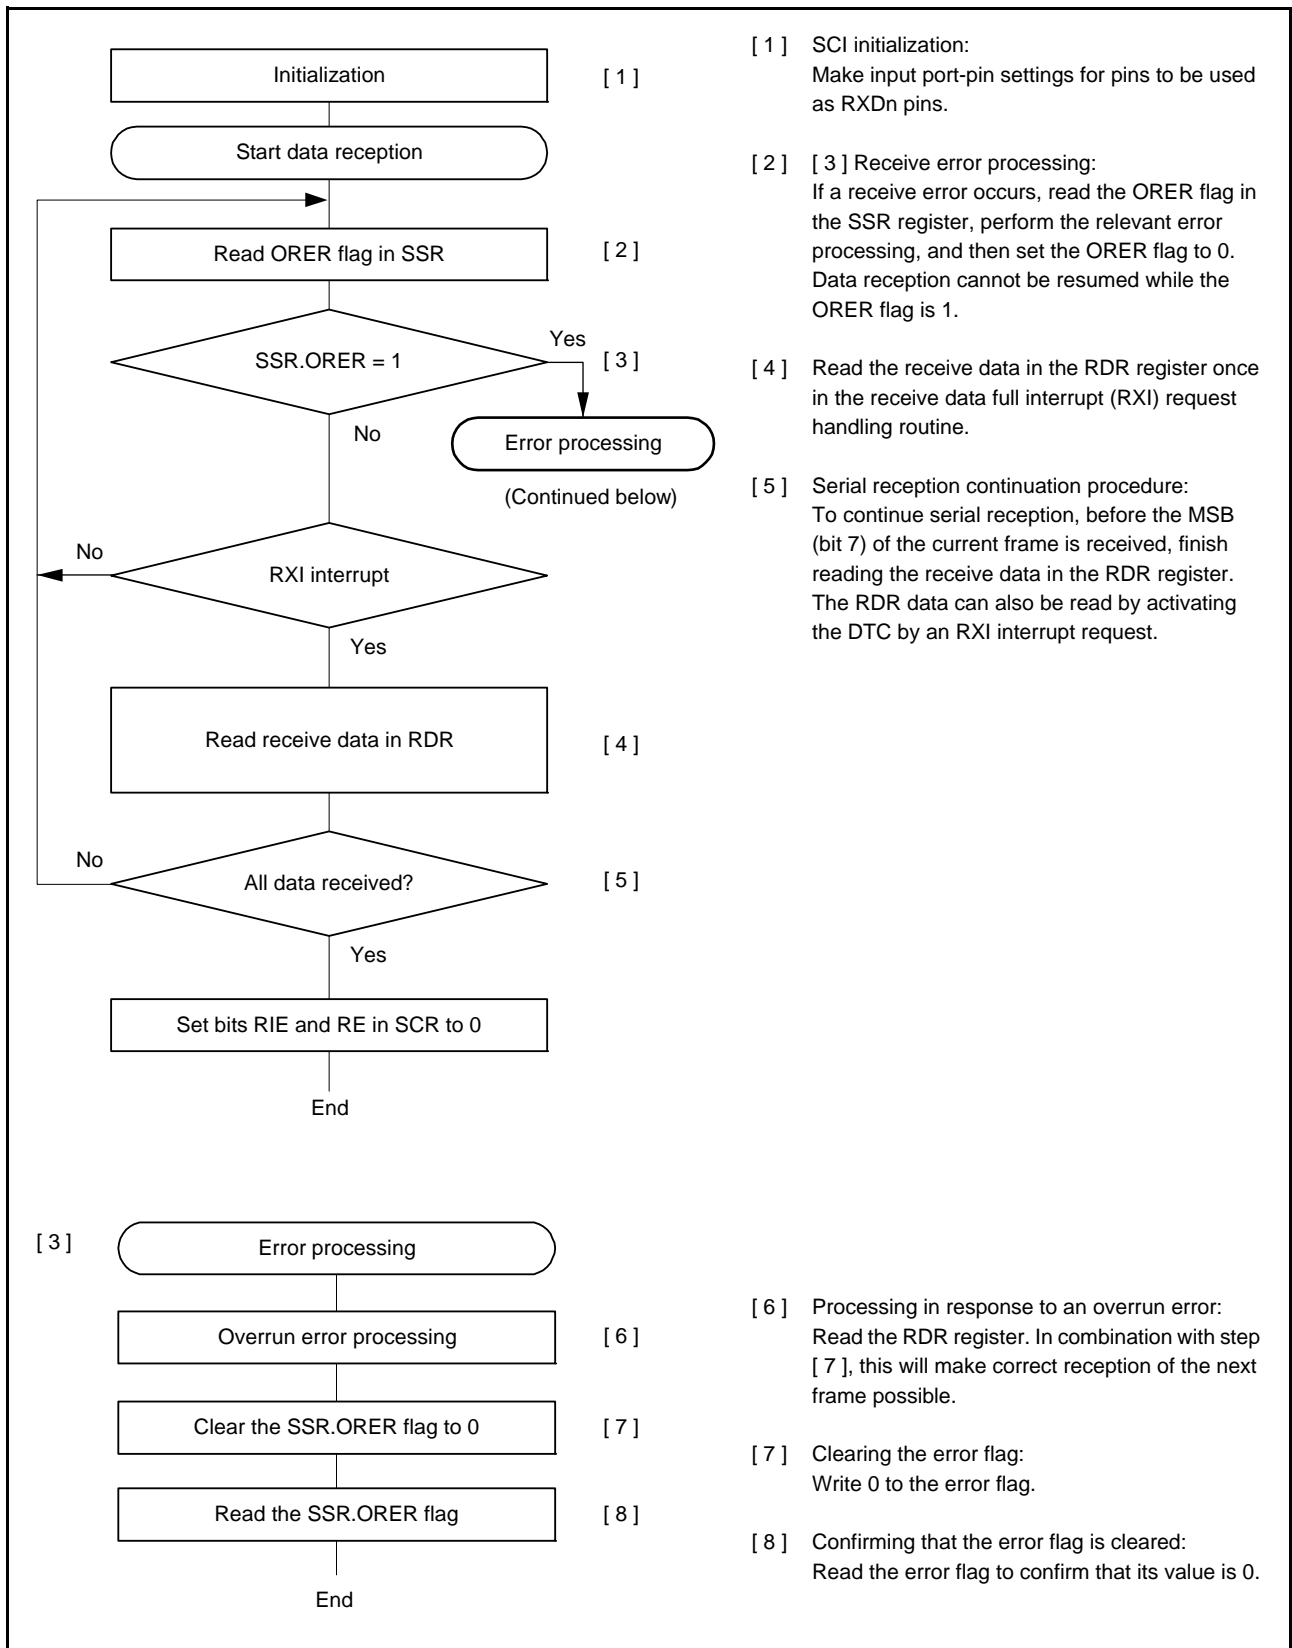 Initialization
[ 1 ]
Start data reception
Read ORER flag in SSR
[ 2 ]
SSR.ORER = 1
Yes
[ 3 ]
No
Error processing
(Continued below)
No
RXI interrupt
Yes
Read receive data in RDR
[ 4 ]
No
All data received?
[ 5 ]
Yes
Set bits RIE and RE in SCR to 0
End
[ 1 ] SCI initialization:
Make input port-pin settings for pins to be used
as RXDn pins.
[ 2 ] [ 3 ] Receive error processing:
If a receive error occurs, read the ORER flag in
the SSR register, perform the relevant error
processing, and then set the ORER flag to 0.
Data reception cannot be resumed while the
ORER flag is 1.
[ 4 ] Read the receive data in the RDR register once
in the receive data full interrupt (RXI) request
handling routine.
[ 5 ] Serial reception continuation procedure:
To continue serial reception, before the MSB
(bit 7) of the current frame is received, finish
reading the receive data in the RDR register.
The RDR data can also be read by activating
the DTC by an RXI interrupt request.
[ 3 ]
Error processing
Overrun error processing
[ 6 ]
Clear the SSR.ORER flag to 0
[ 7 ]
Read the SSR.ORER flag
[ 8 ]
End
[ 6 ] Processing in response to an overrun error:
Read the RDR register. In combination with step
[ 7 ], this will make correct reception of the next
frame possible.
[ 7 ] Clearing the error flag:
Write 0 to the error flag.
[ 8 ] Confirming that the error flag is cleared:
Read the error flag to confirm that its value is 0.